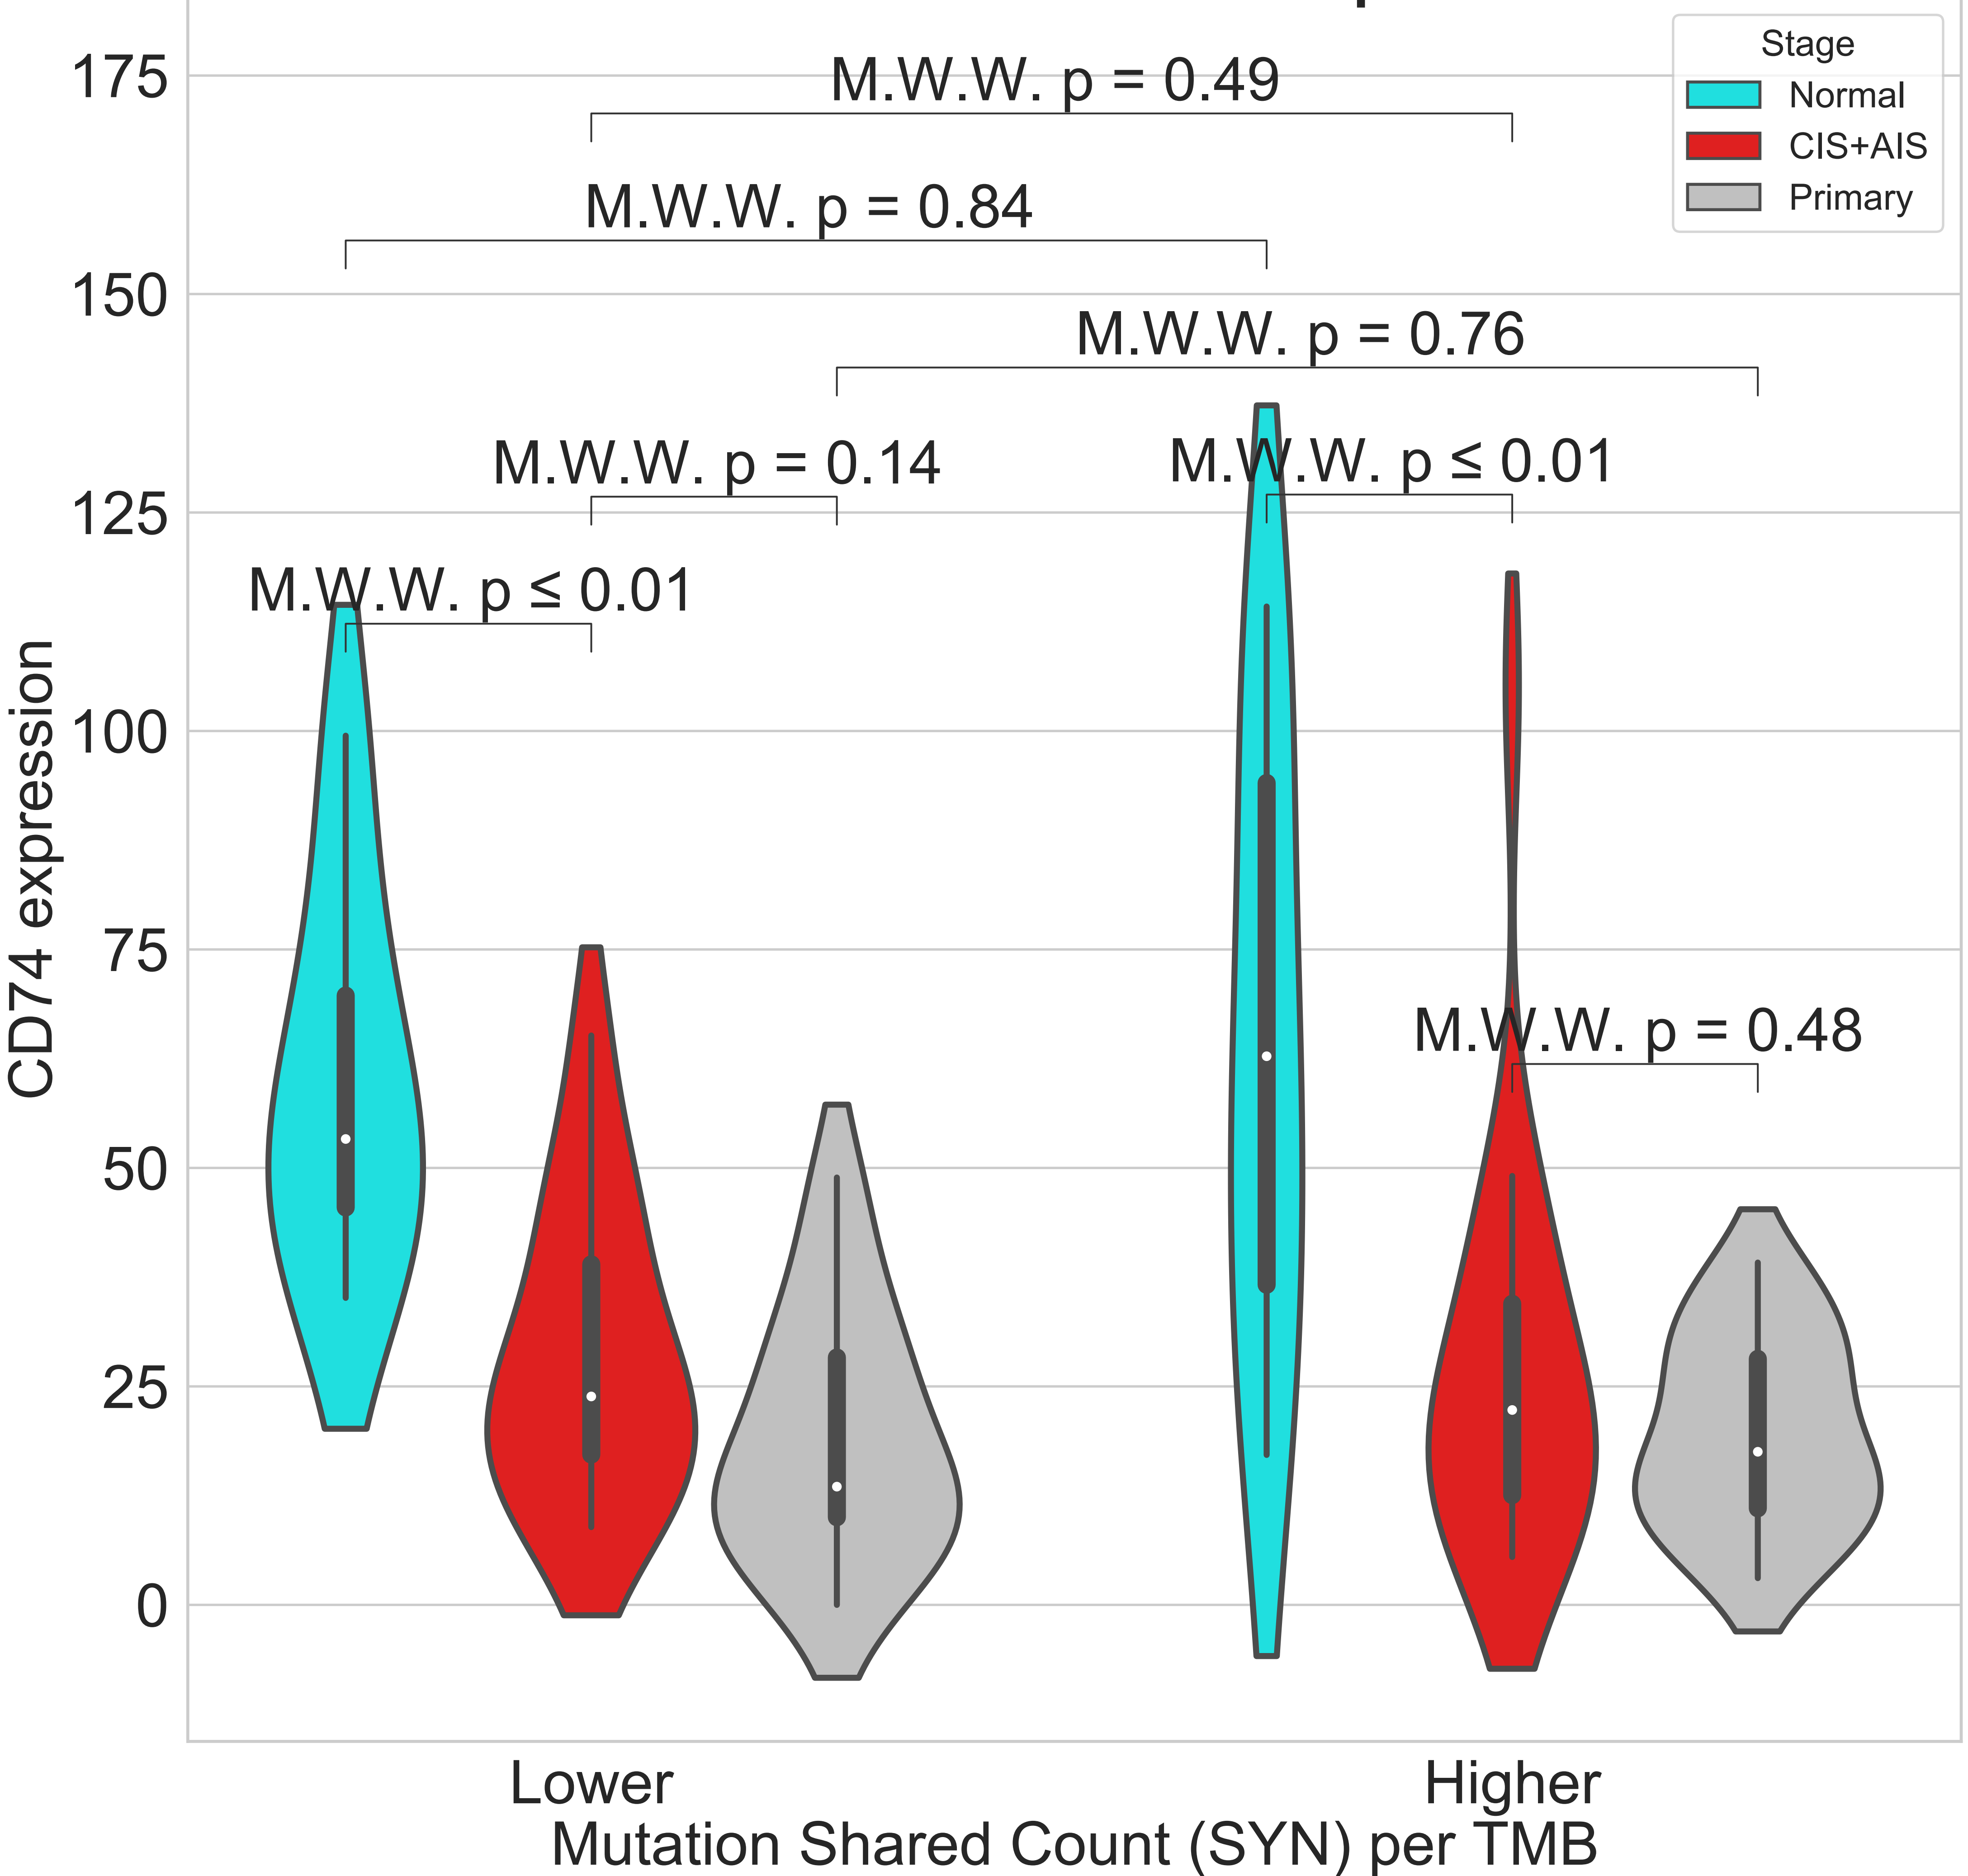 175
150
125
100
75
50
25
0
CD74 expression
M.W.W. p = 0.49
M.W.W. p = 0.84
M.W.W. p = 0.76
M.W.W. p = 0.14
M.W.W. p ≤ 0.01
M.W.W. p ≤ 0.01
M.W.W. p = 0.48
Stage
Normal
CIS+AIS
Primary
Lower
Higher
Mutation Shared Count (SYN) per TMB